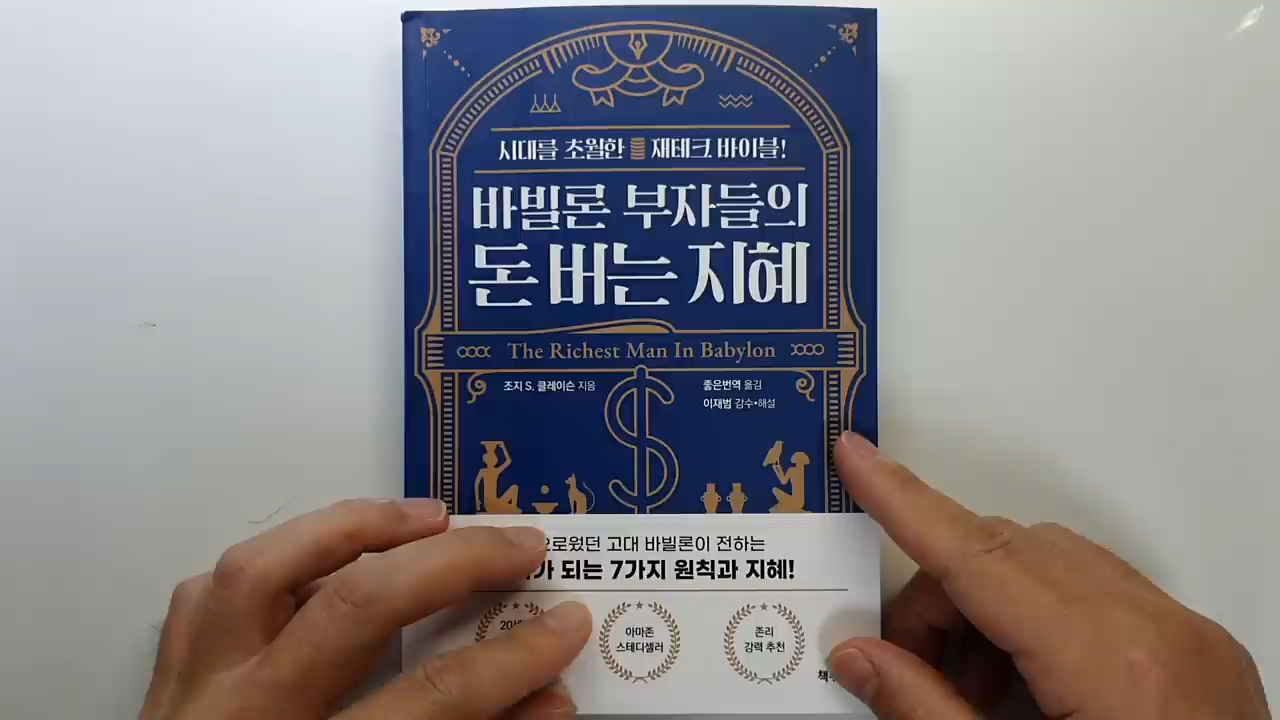 시대를 초월한 재테크 바이블!
바빌론 부자들의
돈 버는 지혜
The Richest Man In Babylon
조지 S. 클레이슨 지음
좋은번역 옮김
이재범 감수•해설
고대 바빌론이 전하는
되는 7가지 원칙과 지혜!
아마존
스테디셀러
존리
강력 추천